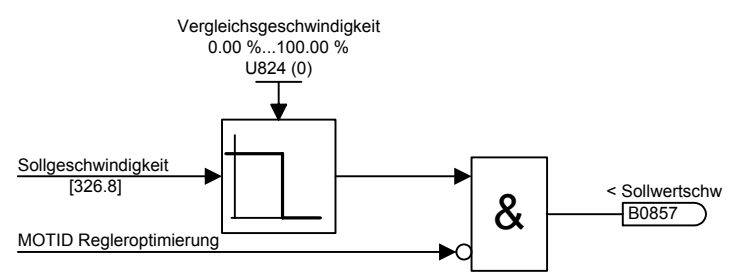 Vergleichsgeschwindigkeit
0.00 %...100.00 %
U824 (0)
Sollgeschwindigkeit
[326.8]
MOTID Regleroptimierung
&
< Sollwertschw
B0857